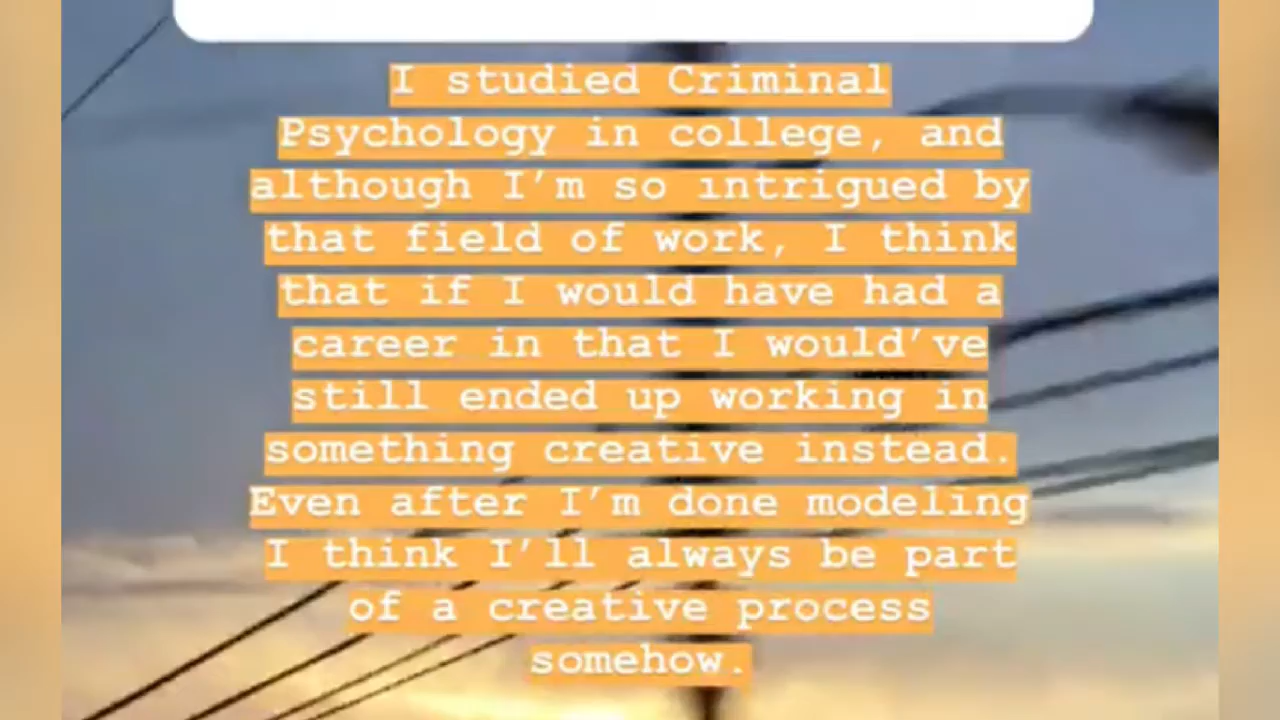 I studied Criminal
Psychology in college, and
although I’m so intrigued by
that field of work, I think
that if I would have had a
career in that I would’ve
still ended up working in
something creative instead.
Even after I’m done modeling
I think I’ll always be part
of a creative process
somehow.